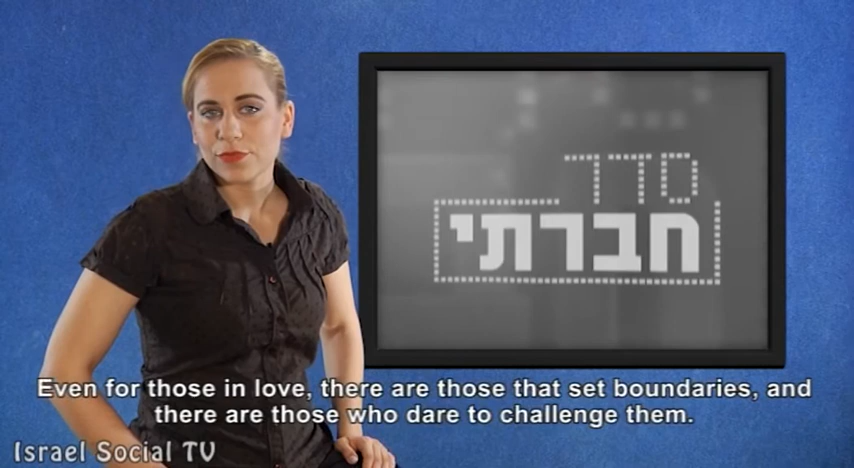 סדר
חברתי
Even for those in love, there are those that set boundaries, and
there are those who dare to challenge them.
Israel Social TV